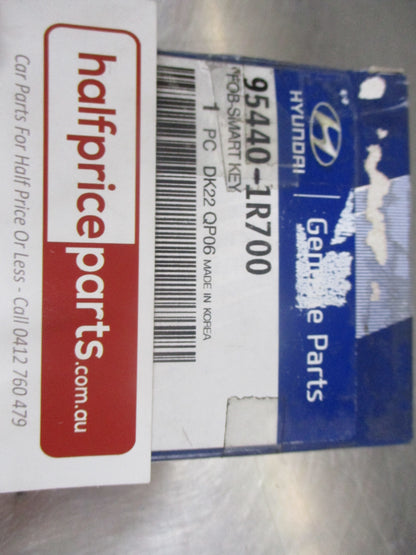 halfpriceparts.com.au
Car Parts For Half Price Or Less - Call 0412 760 479
HYUNDAI
Genuine Parts
95440-1R700
FOB-SMART KEY
1 PC DK22 QP06 MADE IN KOREA